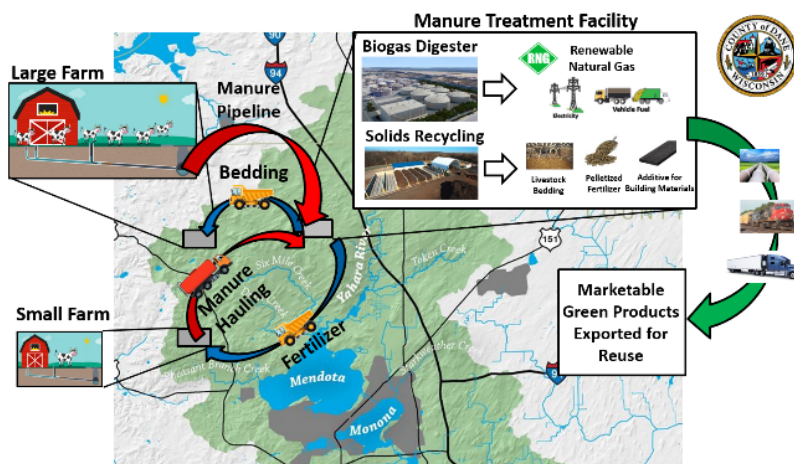 Manure Treatment Facility
COUNTY OF DANE
WISCONSIN
Biogas Digester
RNG
Renewable
Natural Gas
Electricity
Vehicle Fuel
Solids Recycling
Livestock
Bedding
Pelletized
Fertilizer
Additive for
Building Materials
Large Farm
Manure
Pipeline
90
94
Bedding
151
Yahara River
Token Creek
Six Mile Creek
Manure
Hauling
Creek
Small Farm
Fertilizer
Pheasant Branch Creek
Starkweather Creek
Mendota
Monona
Marketable
Green Products
Exported for
Reuse